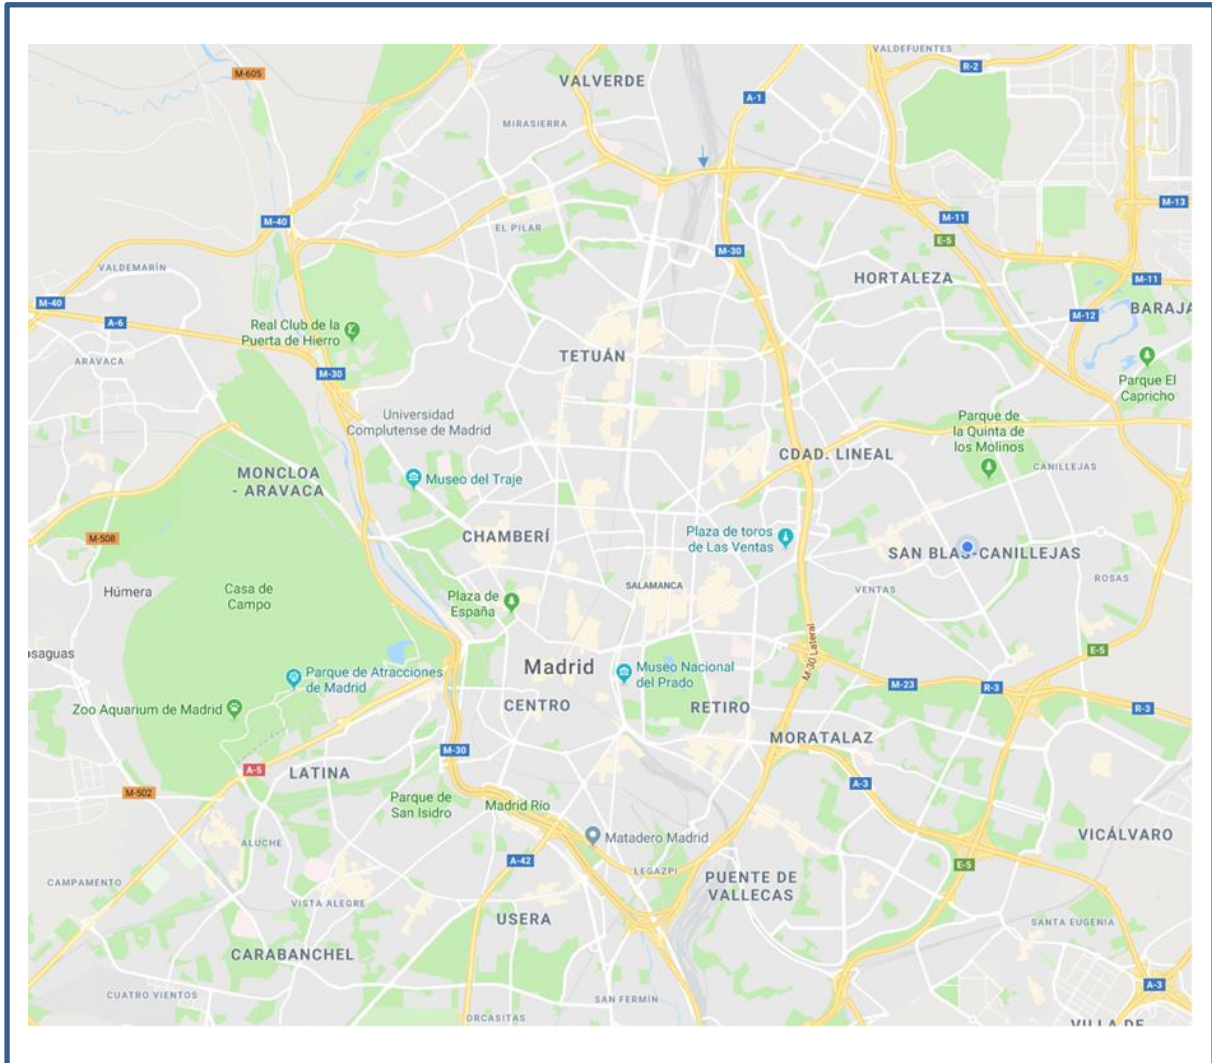 VALDEFUENTES
R-2
M-605
VALVERDE
A-1
MIRASIERRA
M-13
M-40
M-11
EL PILAR
E-5
M-30
VALDEMARÍN
HORTALEZA
M-11
M-40
BARAJA
M-12
A-6
Real Club de la
Puerta de Hierro
TETUÁN
ARAVACA
M-30
Parque El
Capricho
Universidad
Complutense de Madrid
Parque de
la Quinta de
los Molinos
CDAD. LINEAL
CANILLEJAS
MONCLOA
- ARAVACA
Museo del Traje
CHAMBERÍ
Plaza de toros
de Las Ventas
M-508
SAN BLAS-CANILLEJAS
ROSAS
Húmera
Casa de
Campo
SALAMANCA
VENTAS
Plaza de
España
M-30 Lateral
osaguas
E-5
Madrid
Museo Nacional
del Prado
Parque de Atracciones
de Madrid
M-23
R-3
Zoo Aquarium de Madrid
CENTRO
RETIRO
R-3
MORATALAZ
M-30
A-5
LATINA
A-3
M-502
Parque de
San Isidro
Madrid Río
Matadero Madrid
VICÁLVARO
ALUCHE
A-42
LEGAZPI
E-5
PUENTE DE
VALLECAS
CAMPAMENTO
VISTA ALEGRE
USERA
SANTA EUGENIA
CARABANCHEL
A-3
CUATRO VIENTOS
SAN FERMÍN
ORCASITAS
VILLA DE